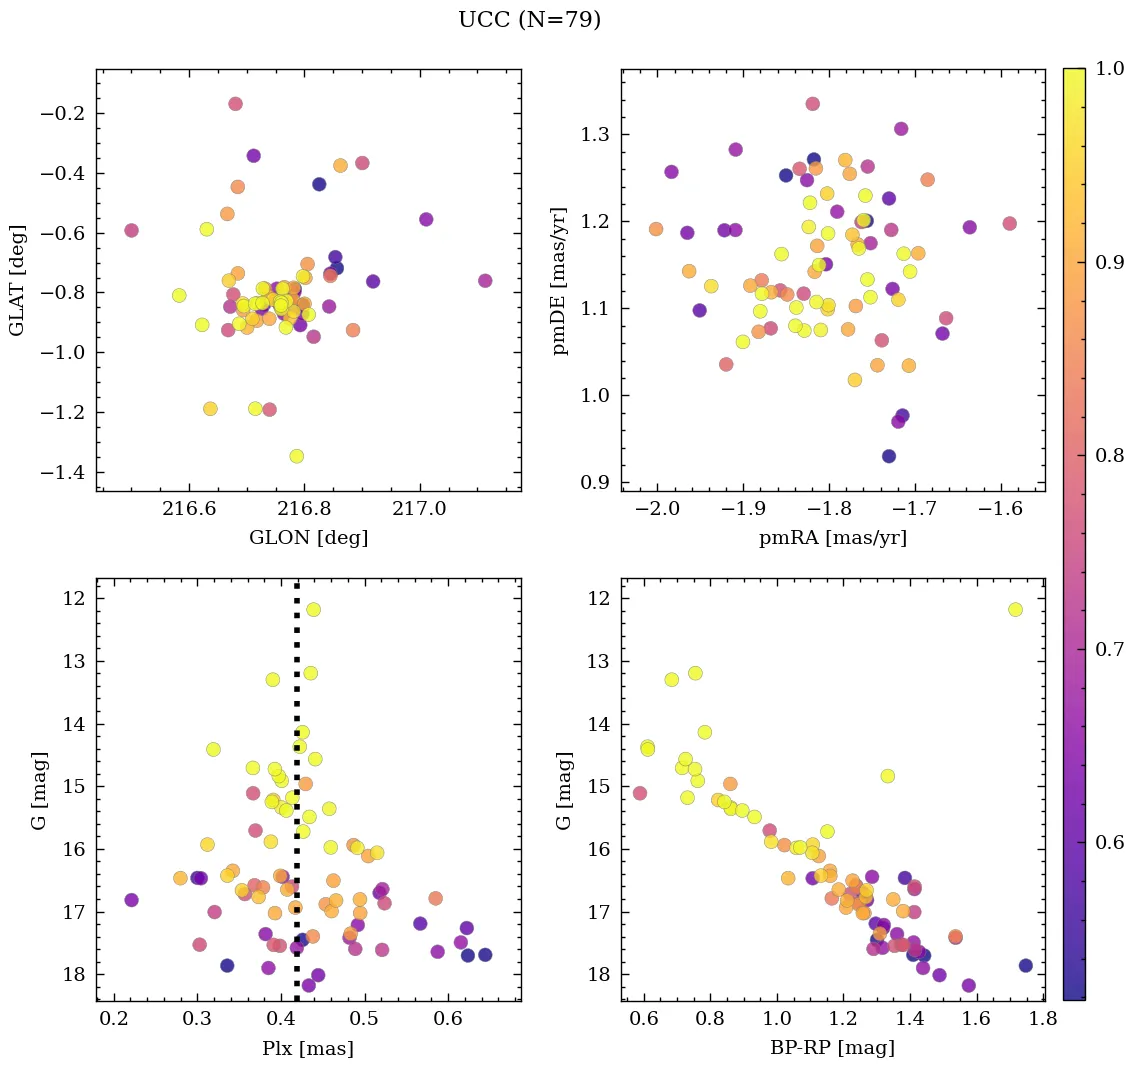 UCC (N=79)
−0.2
−0.4
−0.6
−0.8
−1.0
−1.2
−1.4
GLAT [deg]
216.6 216.8 217.0
GLON [deg]
1.3
1.2
1.1
1.0
0.9
pmDE [mas/yr]
−2.0 −1.9 −1.8 −1.7 −1.6
pmRA [mas/yr]
12
13
14
15
16
17
18
G [mag]
0.2 0.3 0.4 0.5 0.6
Plx [mas]
12
13
14
15
16
17
18
G [mag]
0.6 0.8 1.0 1.2 1.4 1.6 1.8
BP-RP [mag]
1.0
0.9
0.8
0.7
0.6